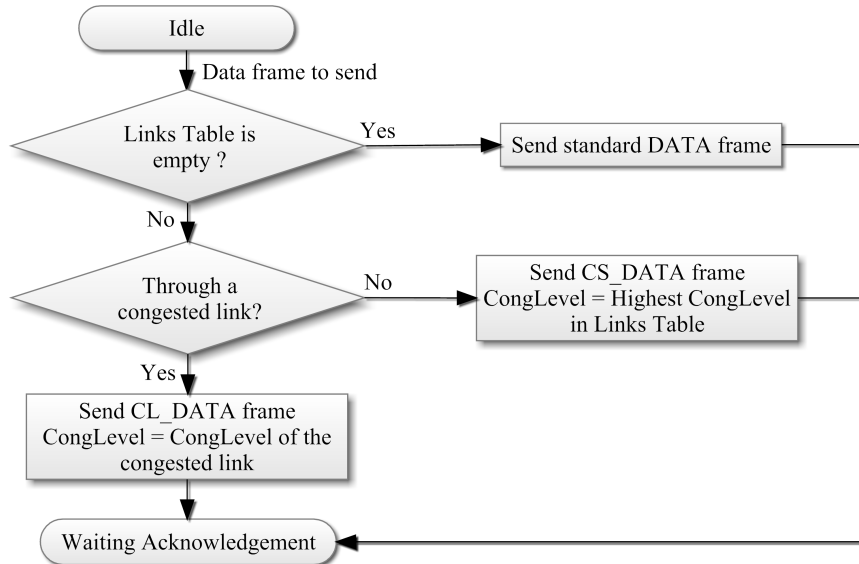 Idle
Data frame to send
Links Table is
empty ?
Yes
Send standard DATA frame
No
Through a
congested link?
No
Send CS_DATA frame
CongLevel = Highest CongLevel
in Links Table
Yes
Send CL_DATA frame
CongLevel = CongLevel of the
congested link
Waiting Acknowledgement